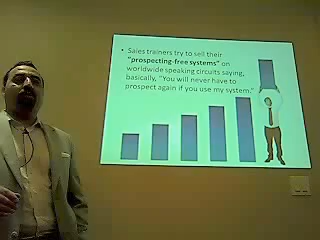 • Sales trainers try to sell their
"prospecting-free systems" on
worldwide speaking circuits saying,
basically, "You will never have to
prospect again if you use my system."